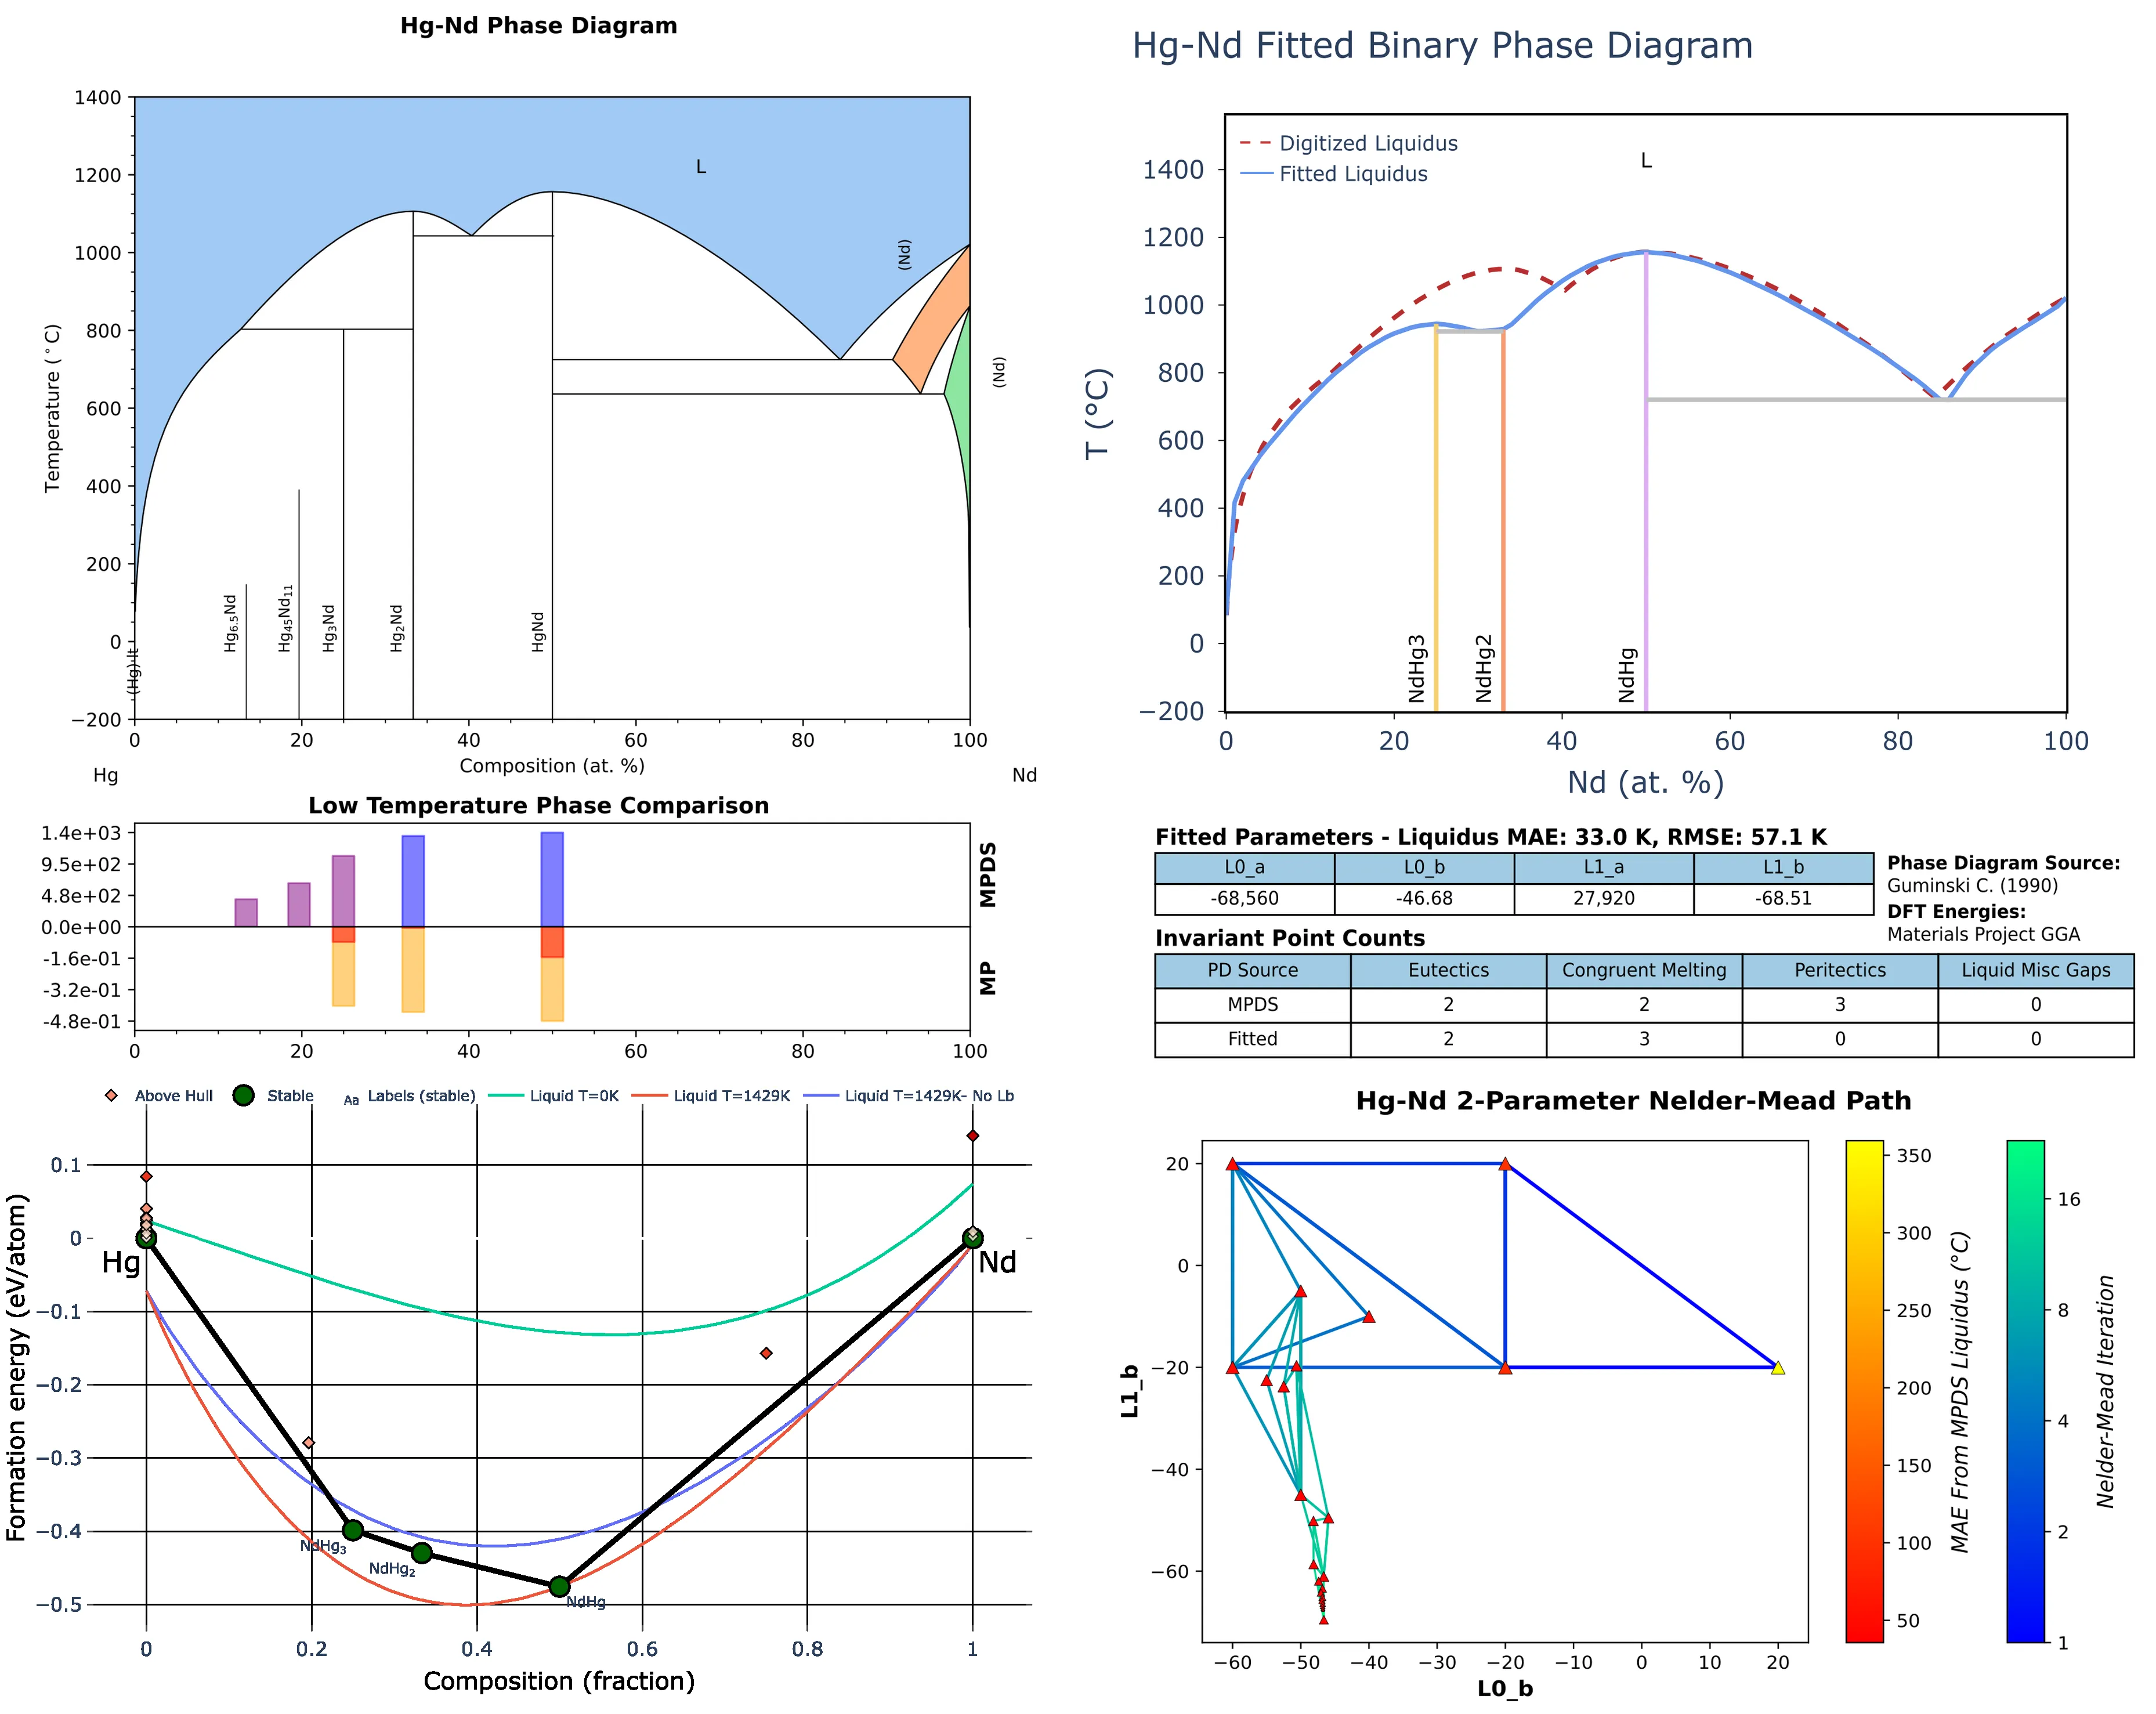 Hg-Nd Phase Diagram
1400
1200
1000
800
600
400
200
0
−200
Temperature (°C)
L
(Nd)
(Nd)
(Hg) lt
Hg6.5Nd
Hg45Nd11
Hg3Nd
Hg2Nd
HgNd
0 20 40 60 80 100
Composition (at. %)
Hg Nd
Low Temperature Phase Comparison
1.4e+03
9.5e+02
4.8e+02
0.0e+00
-1.6e-01
-3.2e-01
-4.8e-01
MPDS
MP
0 20 40 60 80 100
Above Hull Stable Aa Labels (stable) Liquid T=0K Liquid T=1429K Liquid T=1429K- No Lb
0.1
0
−0.1
−0.2
−0.3
−0.4
−0.5
Formation energy (eV/atom)
Hg
Nd
NdHg3
NdHg2
NdHg
0 0.2 0.4 0.6 0.8 1
Composition (fraction)
Hg-Nd Fitted Binary Phase Diagram
Digitized Liquidus
Fitted Liquidus
L
1400
1200
1000
800
600
400
200
0
−200
T (°C)
NdHg3
NdHg2
NdHg
0 20 40 60 80 100
Nd (at. %)
Fitted Parameters - Liquidus MAE: 33.0 K, RMSE: 57.1 K
L0_a L0_b L1_a L1_b
-68,560 -46.68 27,920 -68.51
Phase Diagram Source:
Guminski C. (1990)
DFT Energies:
Materials Project GGA
Invariant Point Counts
PD Source Eutectics Congruent Melting Peritectics Liquid Misc Gaps
MPDS 2 2 3 0
Fitted 2 3 0 0
Hg-Nd 2-Parameter Nelder-Mead Path
20
0
−20
−40
−60
L1_b
−60 −50 −40 −30 −20 −10 0 10 20
L0_b
350
300
250
200
150
100
50
MAE From MPDS Liquidus (°C)
16
8
4
2
1
Nelder-Mead Iteration